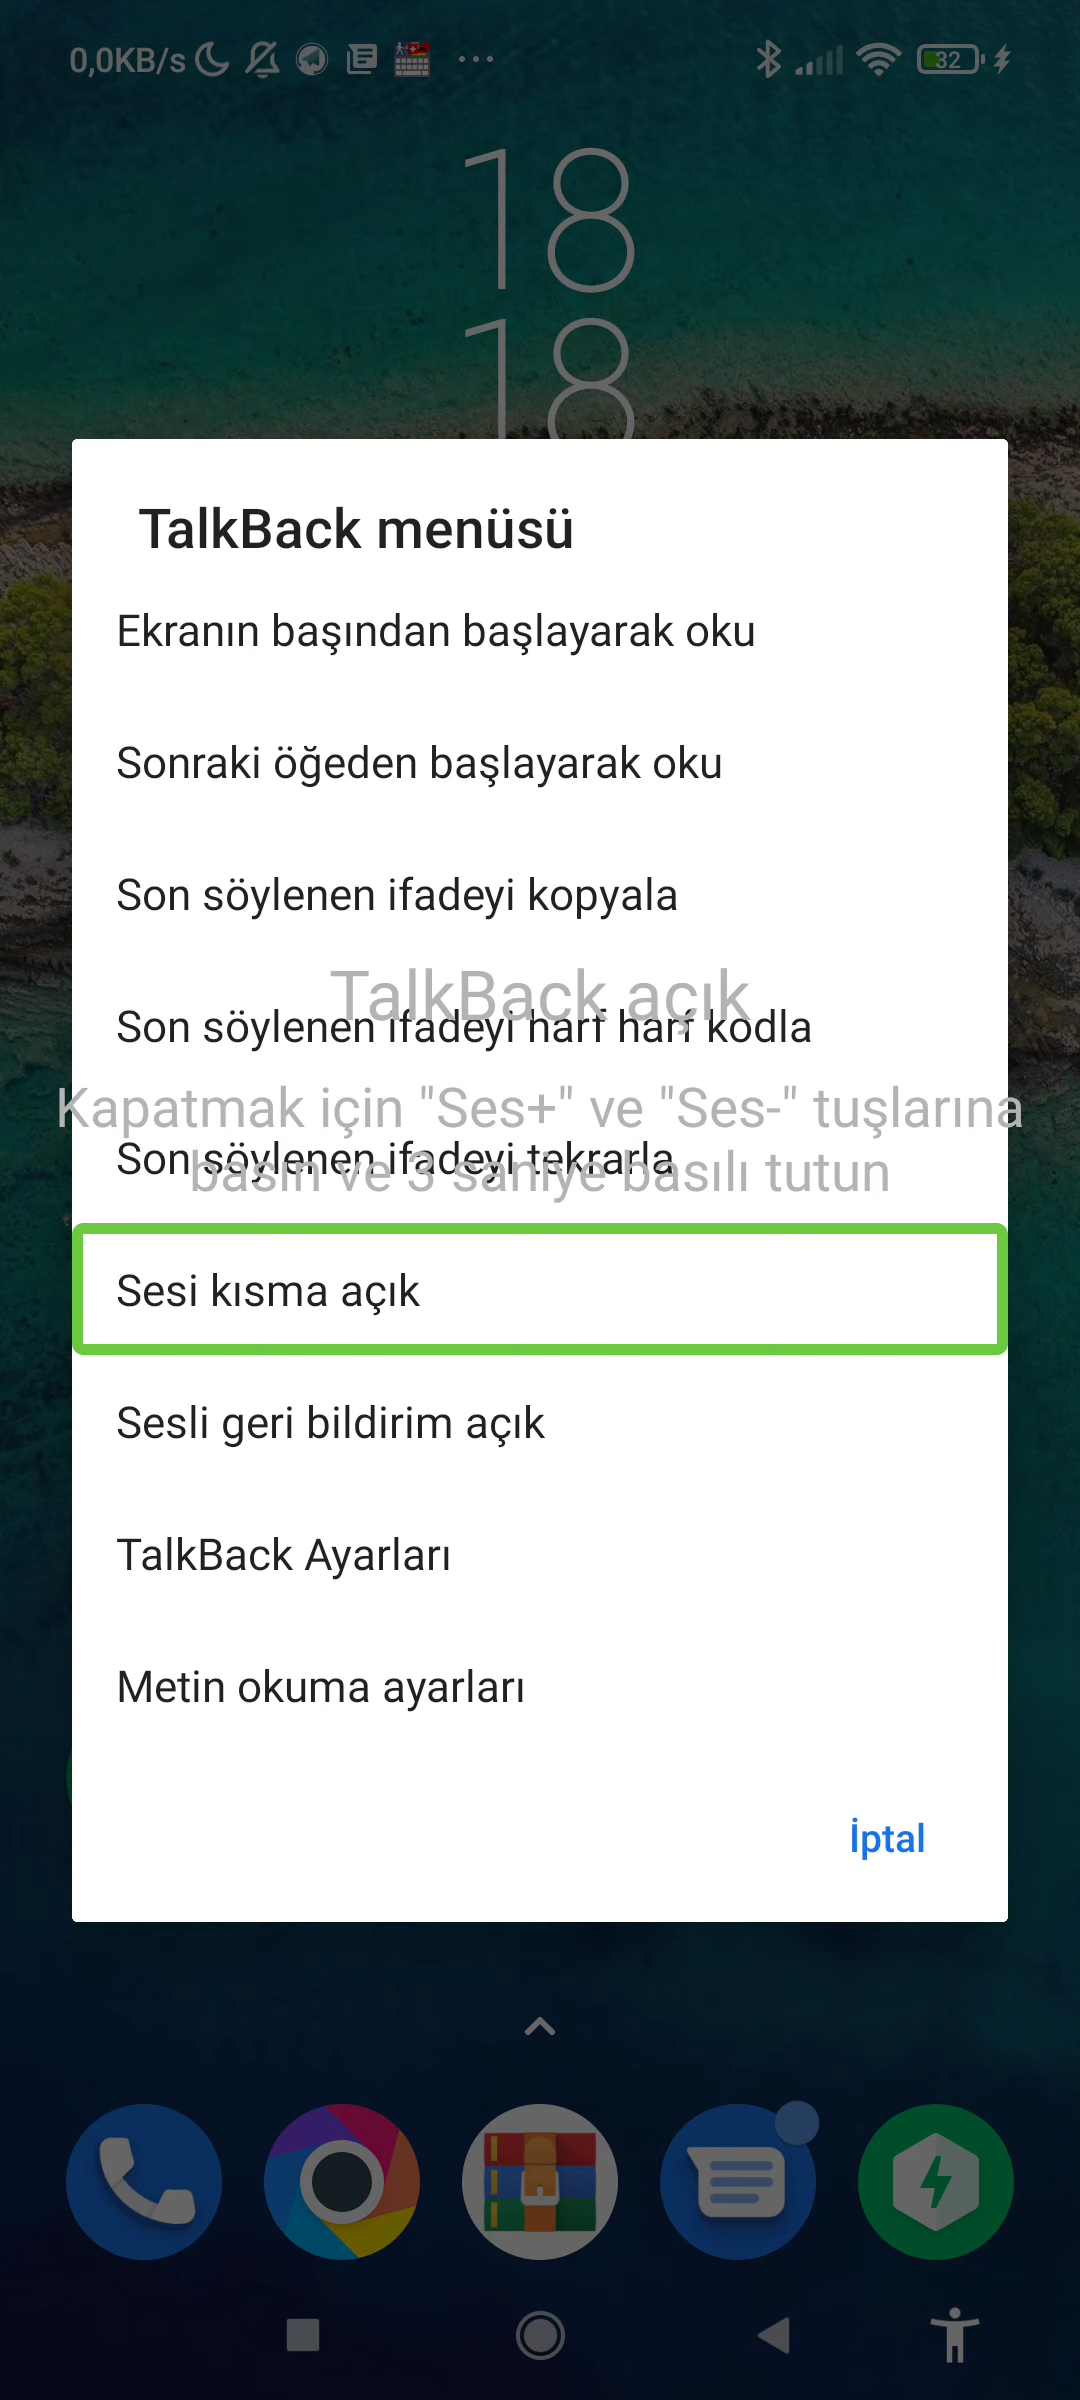 0,0KB/s
32
18
18
TalkBack menüsü
Ekranın başından başlayarak oku
Sonraki öğeden başlayarak oku
Son söylenen ifadeyi kopyala
TalkBack açık
Son söylenen ifadeyi harf harf kodla
Kapatmak için "Ses+" ve "Ses-" tuşlarına
Son söylenen ifadeyi tekrarla
basın ve 3 saniye basılı tutun
Sesi kısma açık
Sesli geri bildirim açık
TalkBack Ayarları
Metin okuma ayarları
İptal